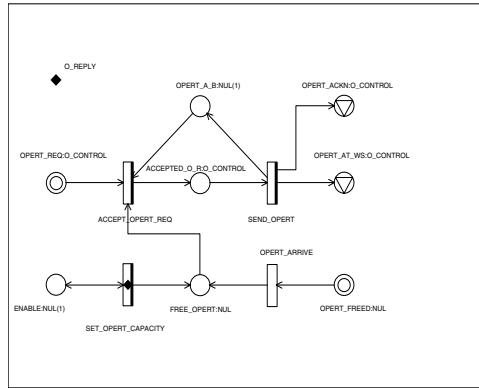 O_REPLY
OPERT_A_B:NUL(1)
OPERT_ACKN:O_CONTROL
OPERT_REQ:O_CONTROL
ACCEPTED_O_R:O_CONTROL
OPERT_AT_WS:O_CONTROL
ACCEPT_OPERT_REQ
SEND_OPERT
OPERT_ARRIVE
ENABLE:NUL(1)
FREE_OPERT:NUL
OPERT_FREED:NUL
SET_OPERT_CAPACITY